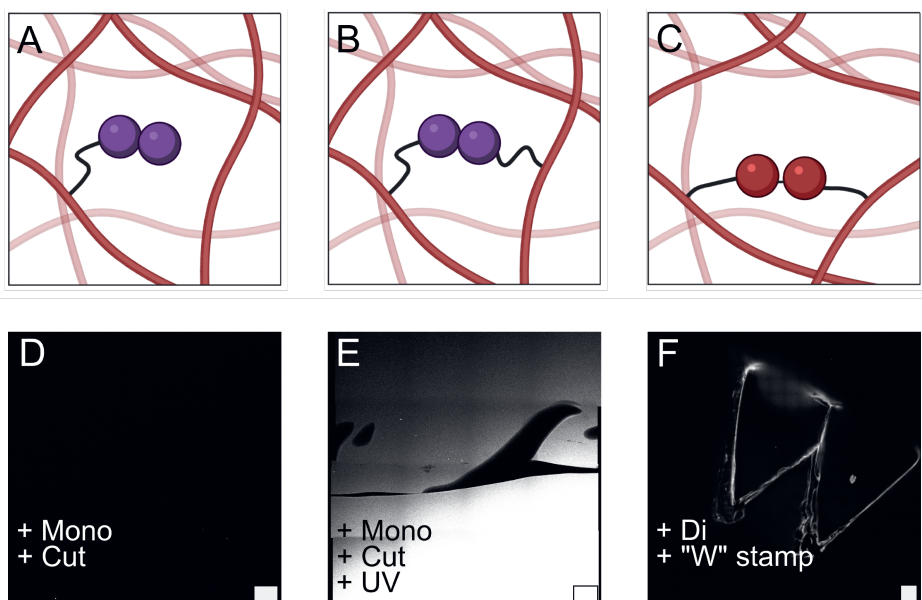 A
B
C
D
+ Mono
+ Cut
E
+ Mono
+ Cut
+ UV
F
+ Di
+ "W" stamp